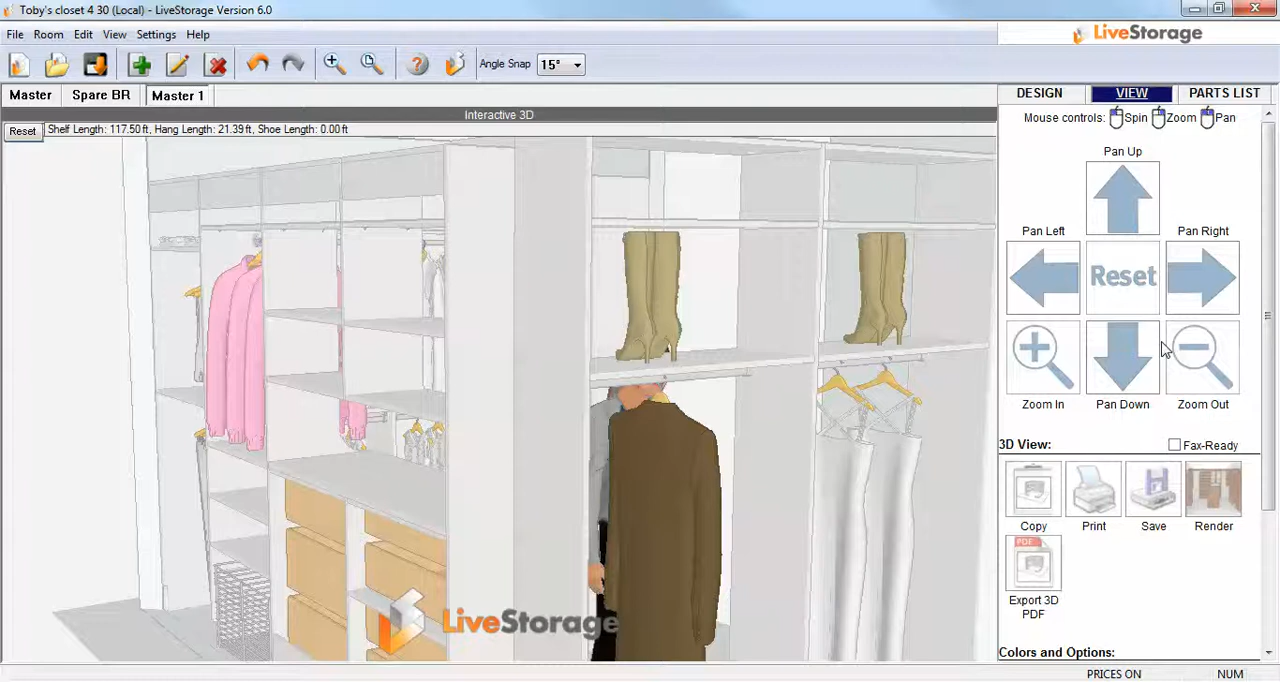 Toby's closet 4 30 (Local) - LiveStorage Version 6.0
File Room Edit View Settings Help
LiveStorage
Angle Snap 15°
Master Spare BR Master 1
DESIGN VIEW PARTS LIST
Interactive 3D
Reset Shelf Length: 117.50 ft, Hang Length: 21.39 ft, Shoe Length: 0.00 ft
Mouse controls: Spin Zoom Pan
Pan Up
Pan Left Pan Right
Reset
Zoom In Pan Down Zoom Out
3D View: Fax-Ready
Copy Print Save Render
PDF
Export 3D
PDF
LiveStorage
Colors and Options:
PRICES ON NUM